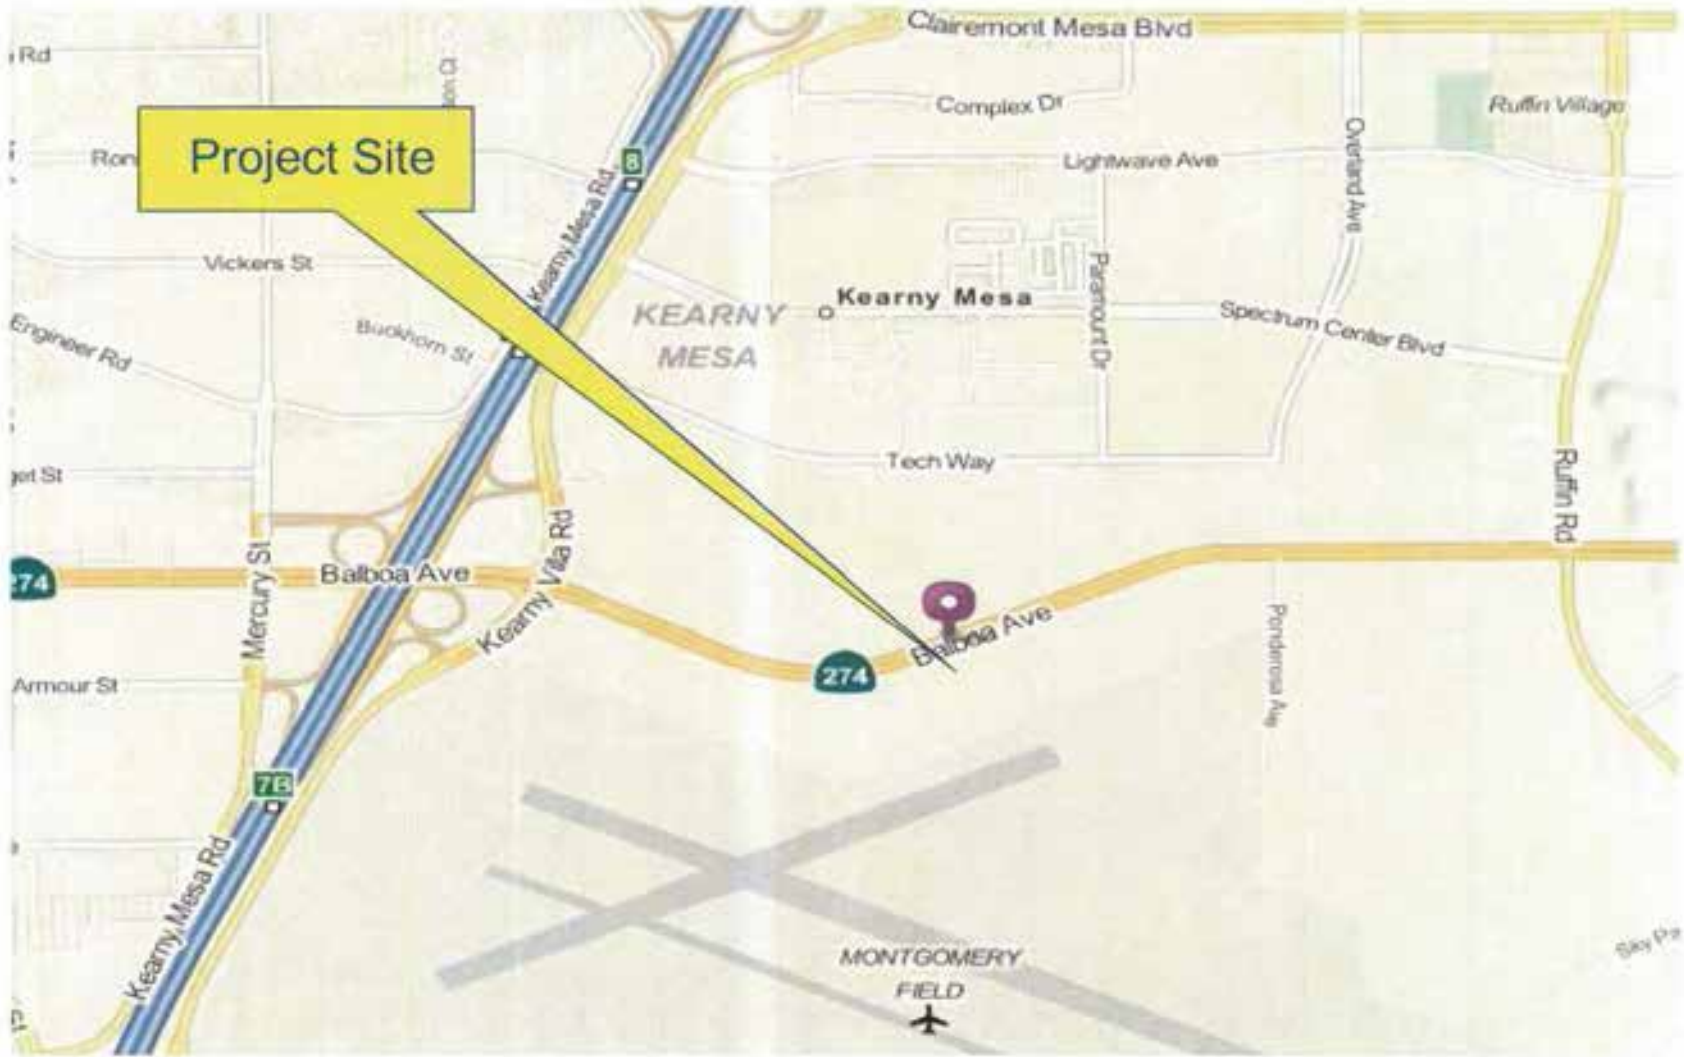 Clairemont Mesa Blvd
Rd
Complex Dr
Ruffin Village
Project Site
8
Lightwave Ave
Overland Ave
Kearny Mesa Rd
Vickers St
Paramount Dr
KEARNY
MESA
Kearny Mesa
Spectrum Center Blvd
Engineer Rd
Buckhorn St
Tech Way
Ruffin Rd
Mercury St
274
Balboa Ave
Kearny Villa Rd
Balboa Ave
274
Ponderosa Ave
Armour St
7B
Kearny Mesa Rd
MONTGOMERY
FIELD
Sky